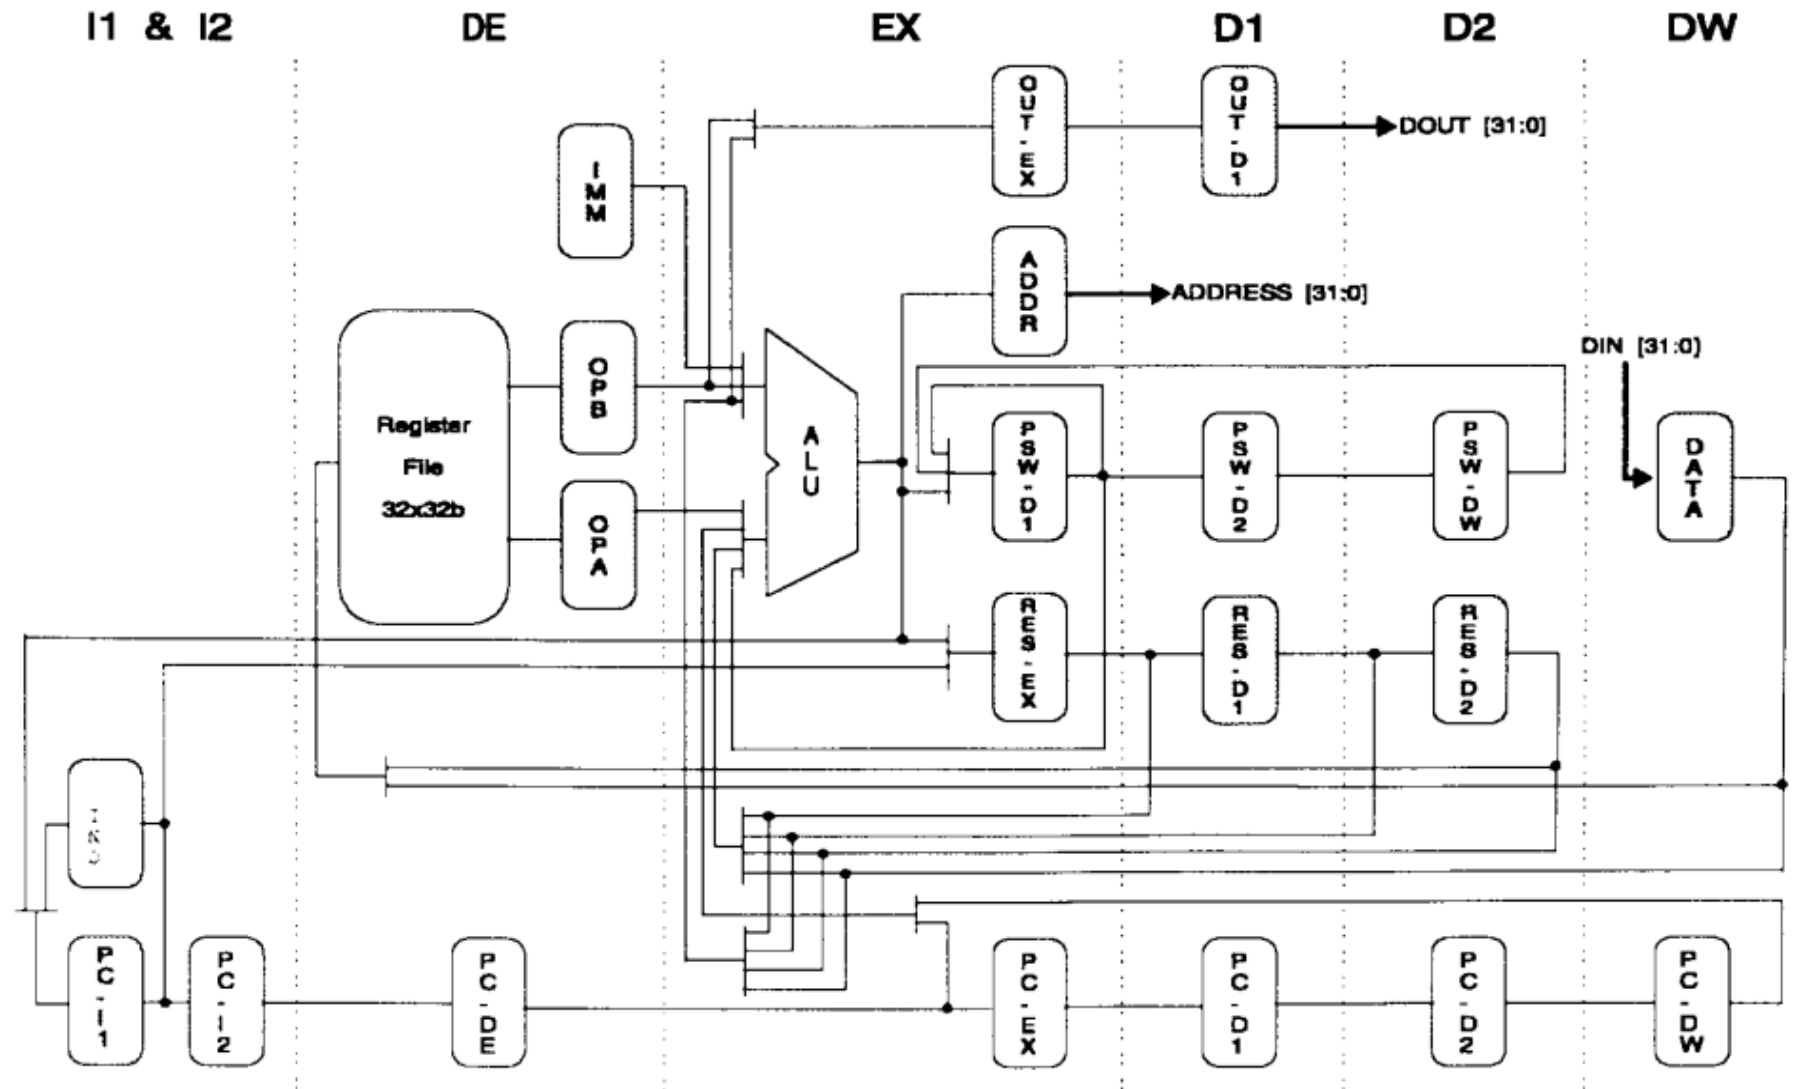 I1 & I2
DE
EX
D1
D2
DW
OUT-EX
OUT-D1
DOUT [31:0]
IMM
ADDR
ADDRESS [31:0]
DIN [31:0]
Register
File
32x32b
OPB
OPA
ALU
PSW-D1
PSW-D2
PSW-DW
DATA
RES-EX
RES-D1
RES-D2
PC-I1
PC-I2
PC-DE
PC-EX
PC-D1
PC-D2
PC-DW